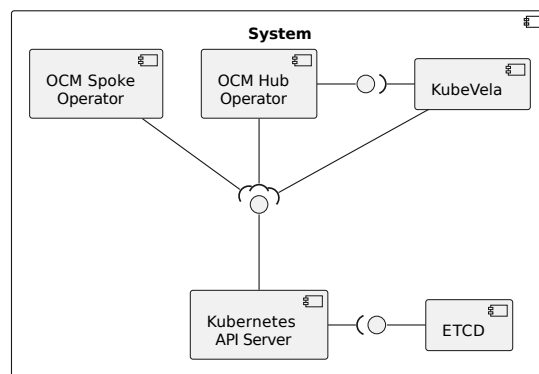 System
OCM Spoke
Operator
OCM Hub
Operator
KubeVela
Kubernetes
API Server
ETCD